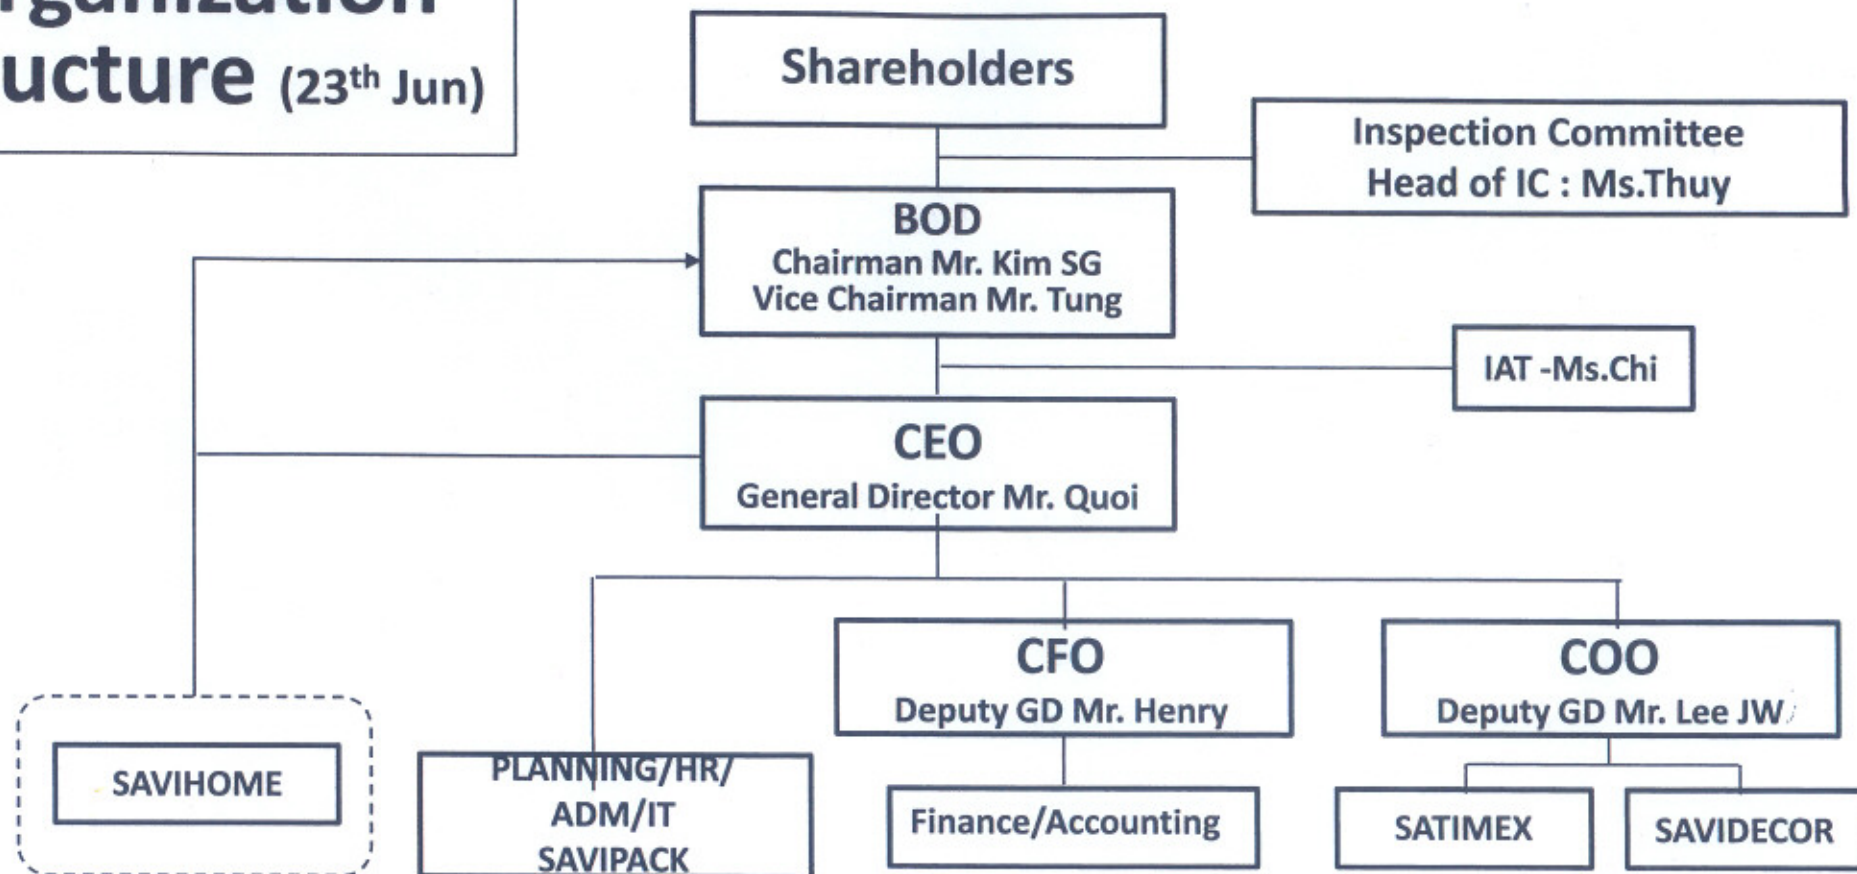 rganization
ucture (23th Jun)
Shareholders
Inspection Committee
Head of IC : Ms.Thuy
BOD
Chairman Mr. Kim SG
Vice Chairman Mr. Tung
IAT -Ms.Chi
CEO
General Director Mr. Quoi
CFO
Deputy GD Mr. Henry
COO
Deputy GD Mr. Lee JW
SAVIHOME
PLANNING/HR/
ADM/IT
SAVIPACK
Finance/Accounting
SATIMEX
SAVIDECOR